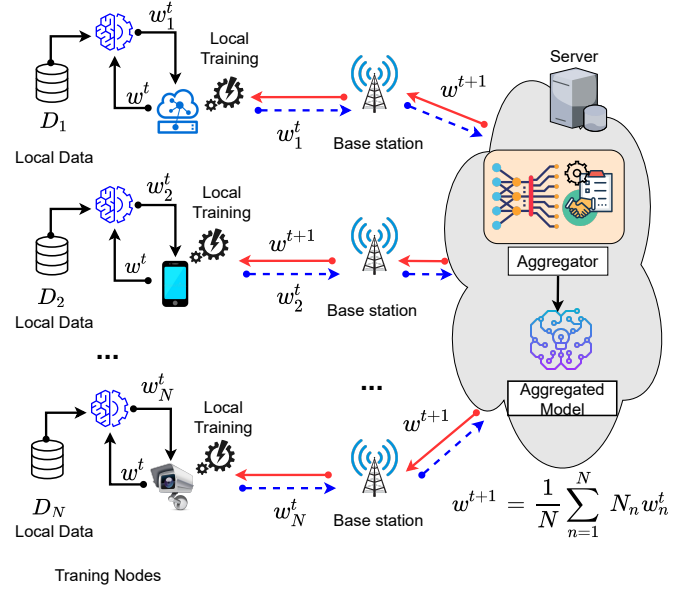 w_1^t
Local
Training
w^t
D_1
Local Data
w_1^t
Base station
w^{t+1}
Server
w_2^t
Local
Training
w^t
D_2
Local Data
w^{t+1}
w_2^t
Base station
Aggregator
...
...
Aggregated
Model
w_N^t
Local
Training
w^t
D_N
Local Data
w_N^t
Base station
w^{t+1}
w^{t+1} = \frac{1}{N} \sum_{n=1}^{N} N_n w_n^t
Traning Nodes